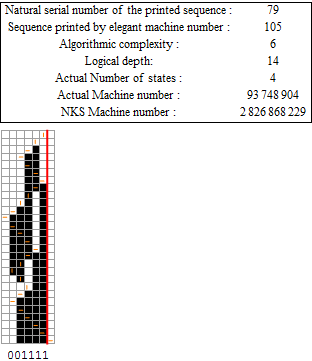 Natural serial number of the printed sequence : 79
Sequence printed by elegant machine number : 105
Algorithmic complexity : 6
Logical depth: 14
Actual Number of states : 4
Actual Machine number : 93 748 904
NKS Machine number : 2 826 868 229
001111